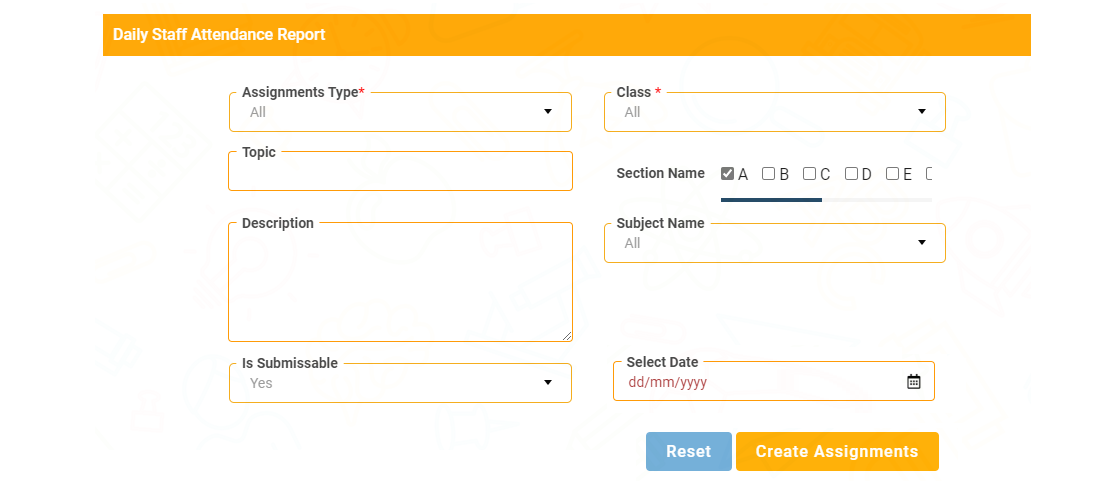 Daily Staff Attendance Report
Assignments Type*
All
Class *
All
Topic
Section Name A B C D E
Description
Subject Name
All
Is Submissable
Yes
Select Date
dd/mm/yyyy
Reset Create Assignments